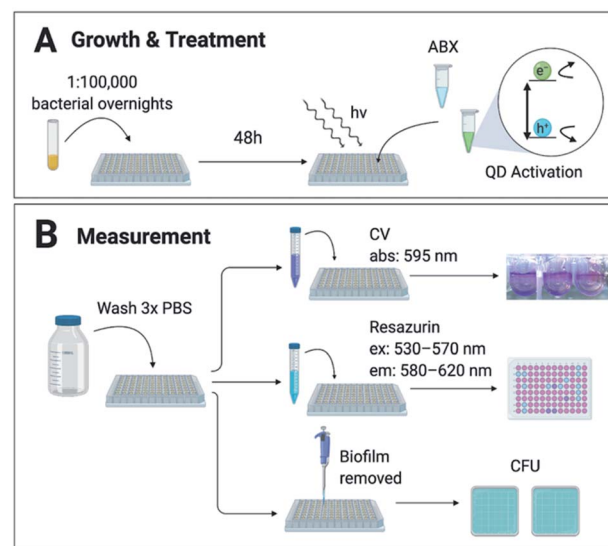 A Growth & Treatment
1:100,000
bacterial overnights
48h
hν
ABX
e⁻
h⁺
QD Activation
B Measurement
Wash 3x PBS
CV
abs: 595 nm
Resazurin
ex: 530–570 nm
em: 580–620 nm
Biofilm
removed
CFU